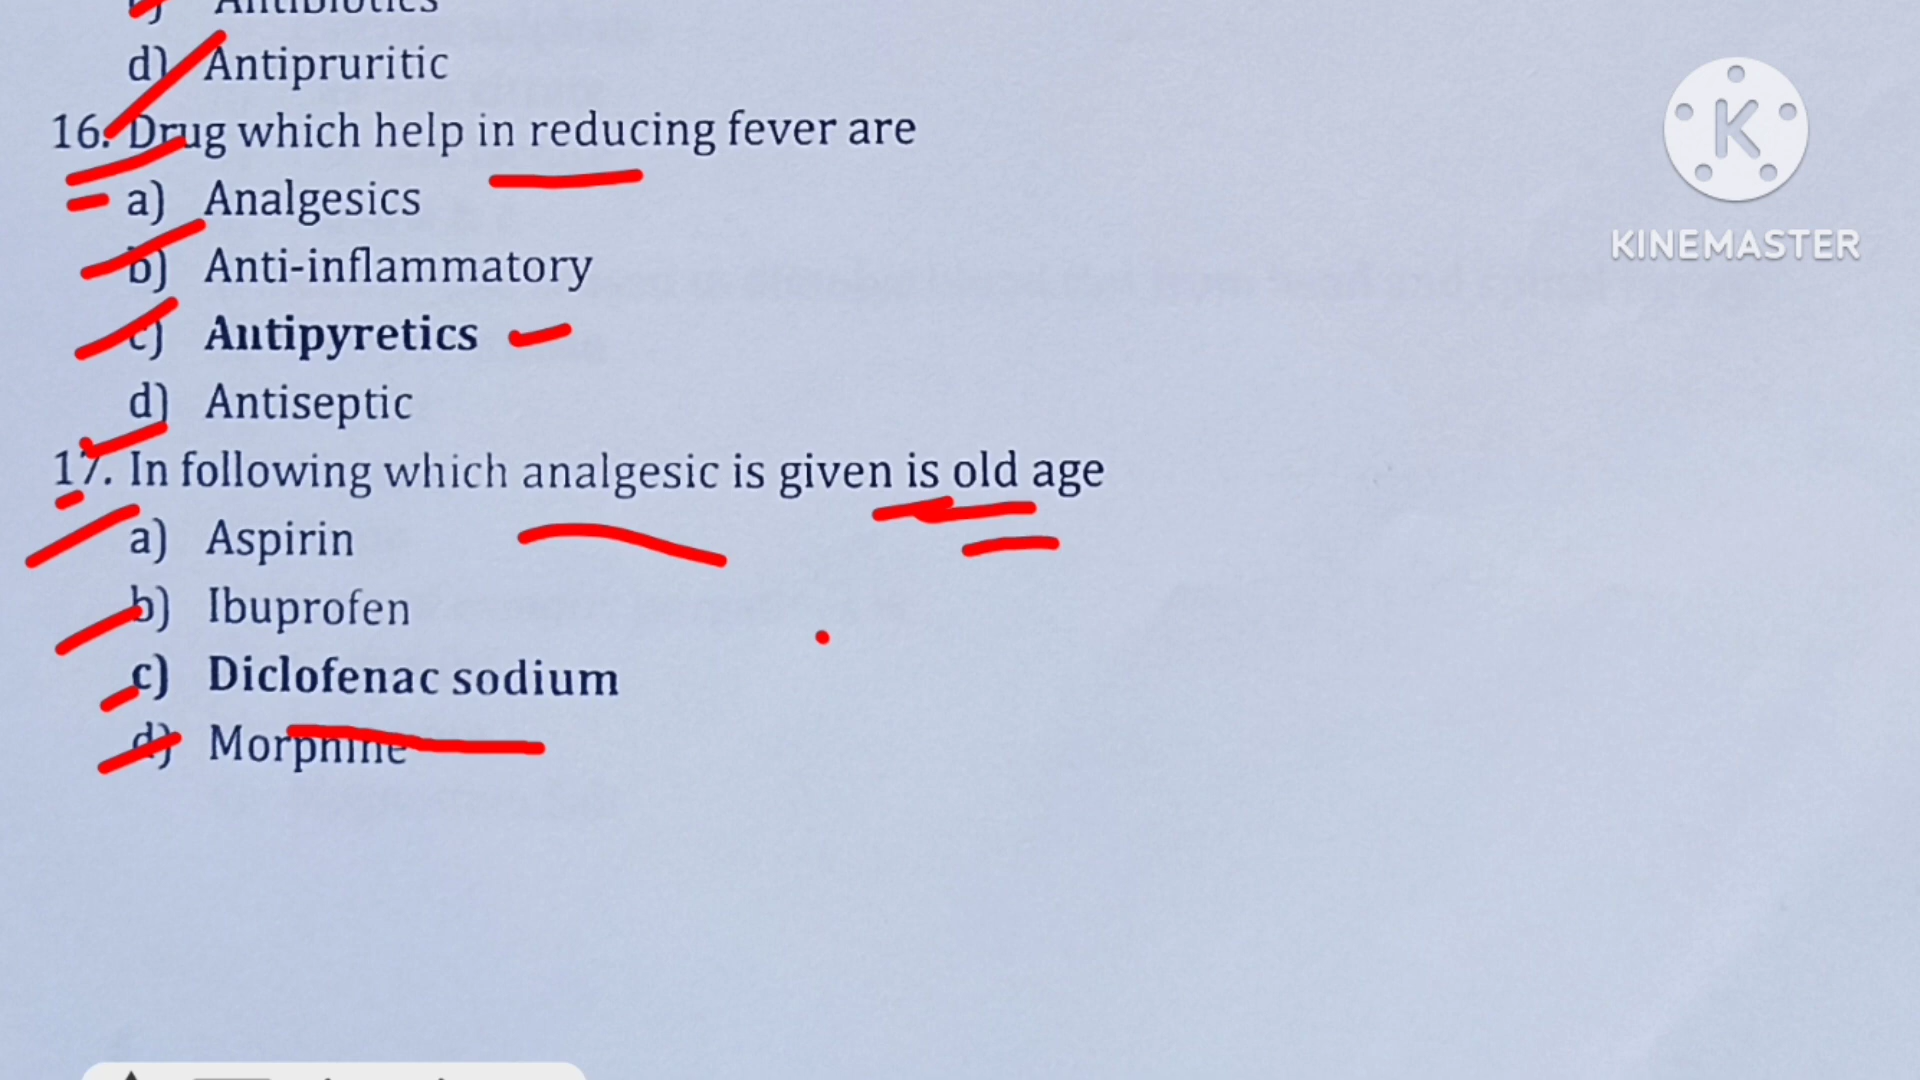 Antibiotics
d) Antipruritic
16. Drug which help in reducing fever are
a) Analgesics
b) Anti-inflammatory
c) Antipyretics
d) Antiseptic
17. In following which analgesic is given is old age
a) Aspirin
b) Ibuprofen
c) Diclofenac sodium
d) Morphine
K
KINEMASTER